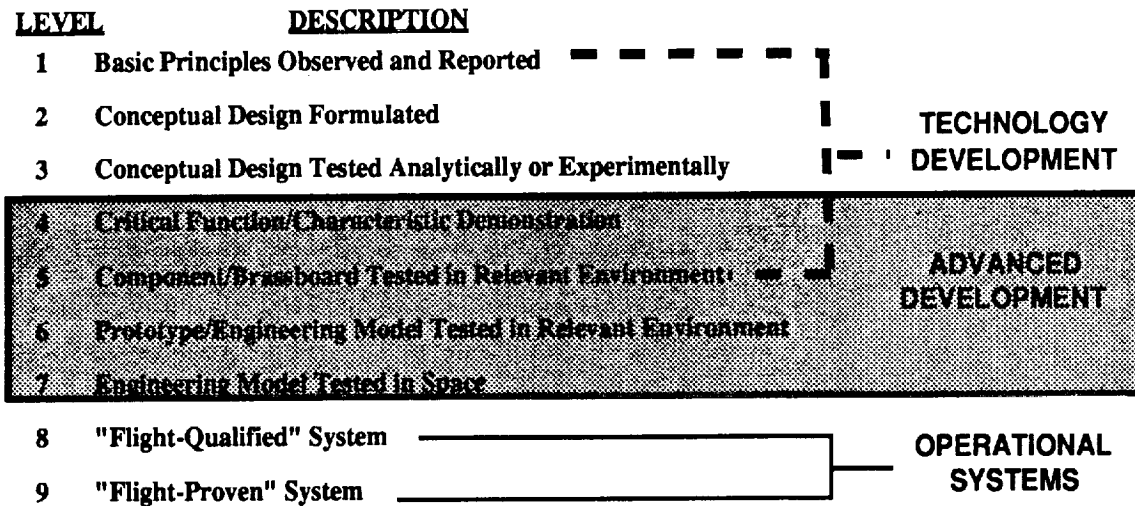 LEVEL DESCRIPTION
1 Basic Principles Observed and Reported
2 Conceptual Design Formulated
3 Conceptual Design Tested Analytically or Experimentally
TECHNOLOGY
DEVELOPMENT
4 Critical Function/Characteristic Demonstration
5 Component/Brassboard Tested in Relevant Environment
6 Prototype/Engineering Model Tested in Relevant Environment
7 Engineering Model Tested in Space
ADVANCED
DEVELOPMENT
8 "Flight-Qualified" System
9 "Flight-Proven" System
OPERATIONAL
SYSTEMS